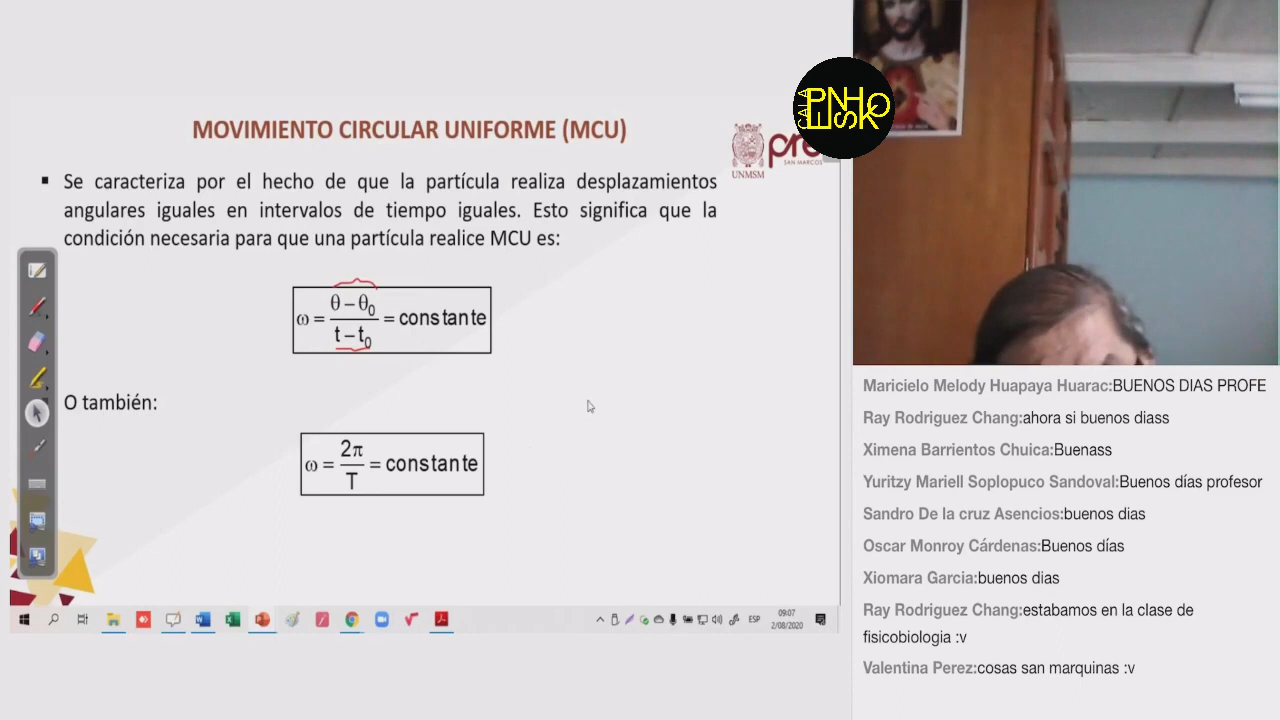 MOVIMIENTO CIRCULAR UNIFORME (MCU)
pre
SAN MARCOS
UNMSM
CALA
PNHO
ESK
▪ Se caracteriza por el hecho de que la partícula realiza desplazamientos
angulares iguales en intervalos de tiempo iguales. Esto significa que la
condición necesaria para que una partícula realice MCU es:
ω = (θ – θ₀)/(t – t₀) = constante
O también:
ω = 2π/T = constante
ESP
09:07
2/08/2020
Maricielo Melody Huapaya Huarac:BUENOS DIAS PROFE
Ray Rodriguez Chang:ahora si buenos diass
Ximena Barrientos Chuica:Buenass
Yuritzy Mariell Soplopuco Sandoval:Buenos días profesor
Sandro De la cruz Asencios:buenos dias
Oscar Monroy Cárdenas:Buenos días
Xiomara Garcia:buenos dias
Ray Rodriguez Chang:estabamos en la clase de
fisicobiologia :v
Valentina Perez:cosas san marquinas :v